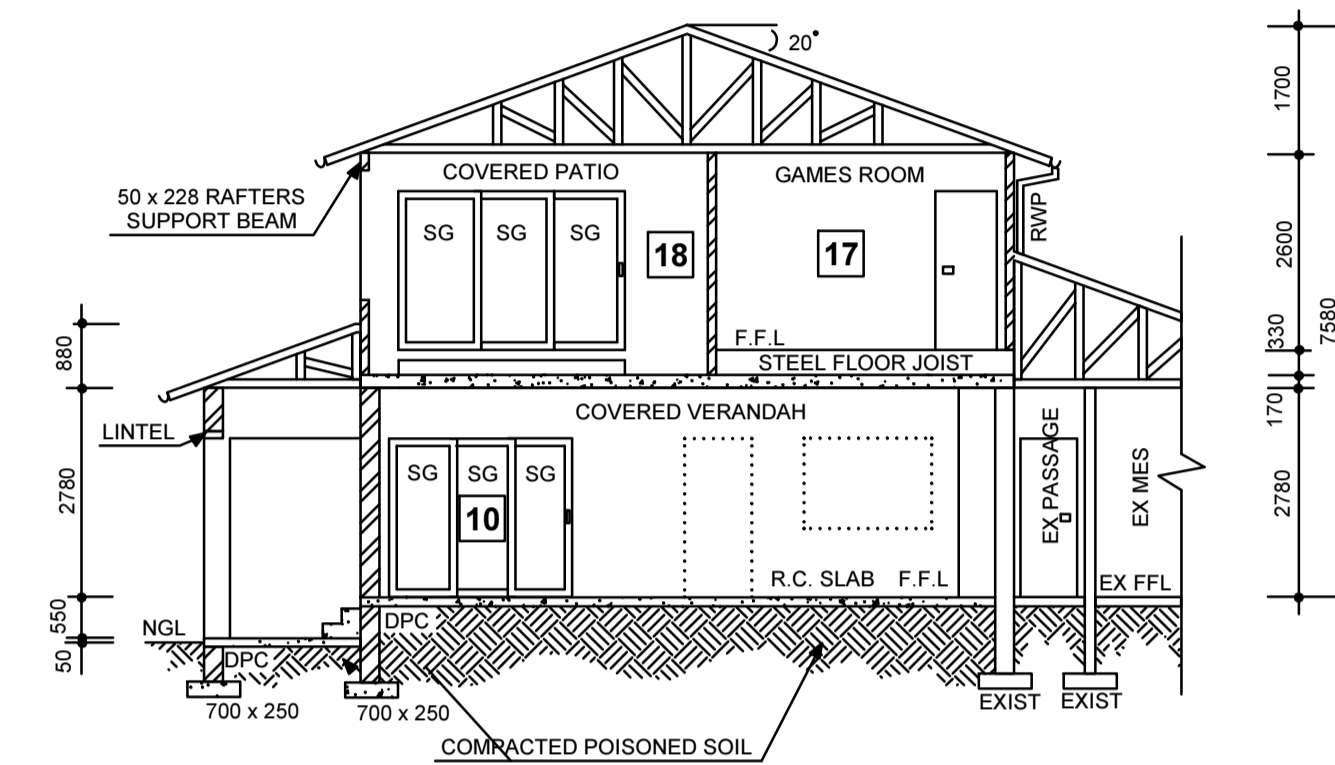 20°
1700
COVERED PATIO
GAMES ROOM
50 x 228 RAFTERS
SUPPORT BEAM
RWP
SG
SG
SG
18
17
2600
7580
330
880
F.F.L
STEEL FLOOR JOIST
COVERED VERANDAH
170
LINTEL
2780
SG
SG
SG
10
EX PASSAGE
EX MES
2780
R.C. SLAB F.F.L
EX FFL
550
NGL
DPC
50
DPC
700 x 250
700 x 250
EXIST
EXIST
COMPACTED POISONED SOIL